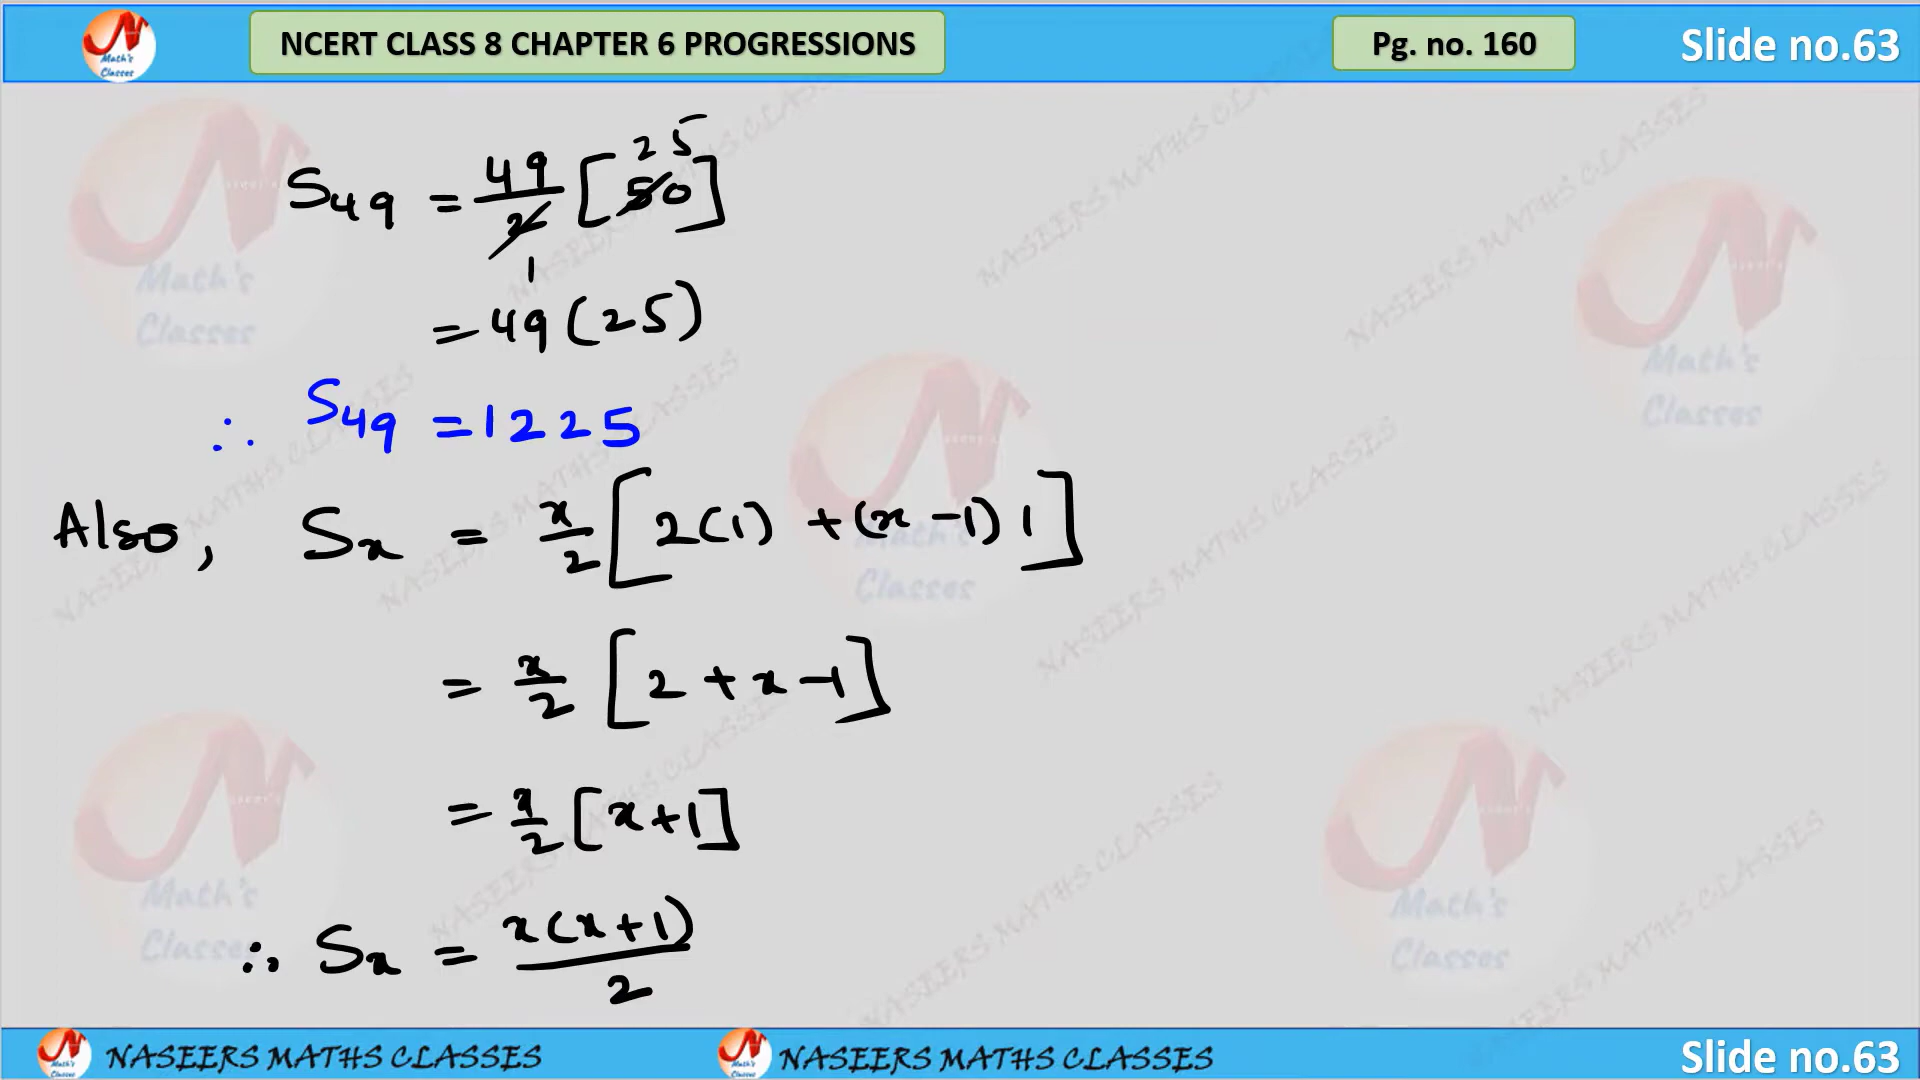 Math's
Classes
NCERT CLASS 8 CHAPTER 6 PROGRESSIONS
Pg. no. 160
Slide no.63
S₄₉ = 49/2 [50] 25 1
= 49(25)
∴ S₄₉ = 1225
Also, Sₓ = x/2 [2(1) + (x - 1) 1]
= x/2 [2 + x - 1]
= x/2 [x + 1]
∴ Sₓ = x(x + 1)/2
NASEERS MATHS CLASSES
NASEERS MATHS CLASSES
Slide no.63